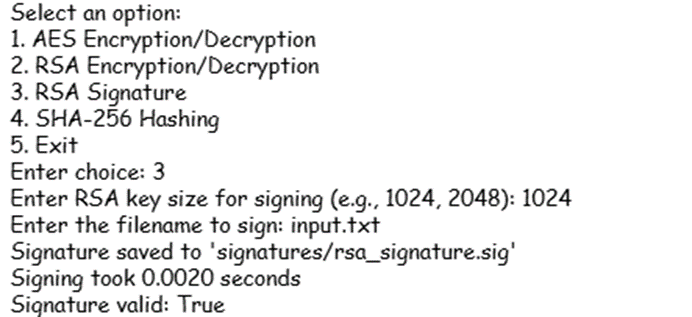 Select an option:
1. AES Encryption/Decryption
2. RSA Encryption/Decryption
3. RSA Signature
4. SHA-256 Hashing
5. Exit
Enter choice: 3
Enter RSA key size for signing (e.g., 1024, 2048): 1024
Enter the filename to sign: input.txt
Signature saved to 'signatures/rsa_signature.sig'
Signing took 0.0020 seconds
Signature valid: True